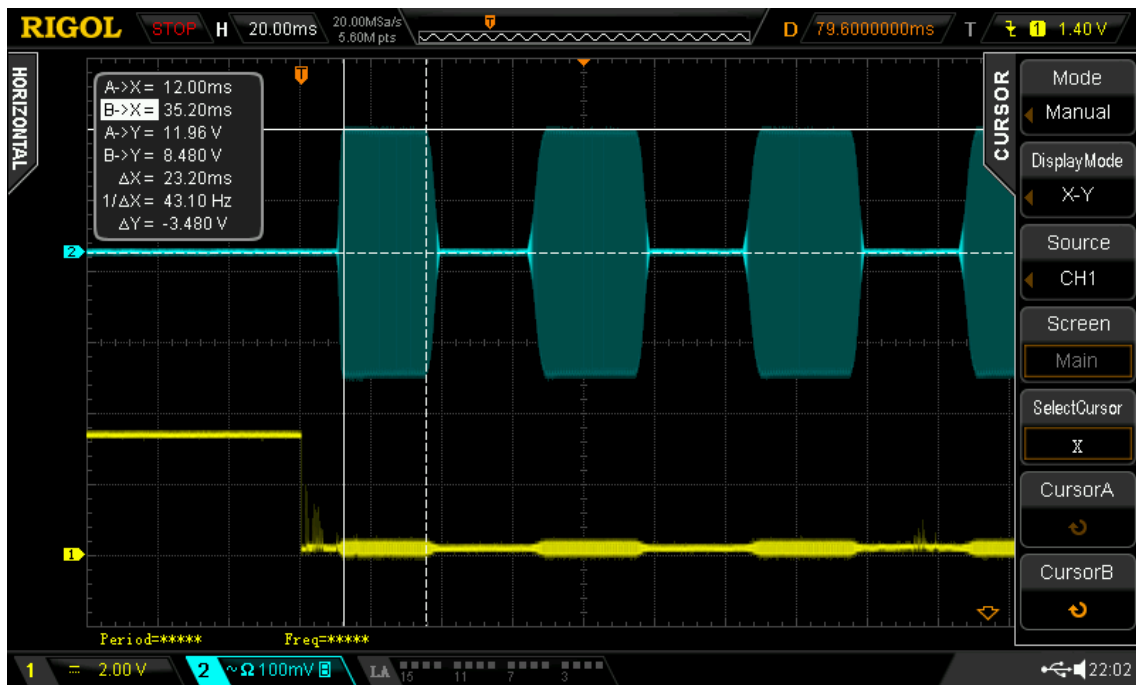 RIGOL STOP H 20.00ms 20.00MSa/s 5.60M pts T D 79.6000000ms T 1 1.40 V
HORIZONTAL
T
A->X= 12.00ms
B->X= 35.20ms
A->Y= 11.96 V
B->Y= 8.480 V
ΔX= 23.20ms
1/ΔX= 43.10 Hz
ΔY= -3.480 V
2
1
Period=***** Freq=*****
CURSOR
Mode
Manual
DisplayMode
X-Y
Source
CH1
Screen
Main
SelectCursor
X
CursorA
CursorB
1 2.00 V 2 ~Ω 100mV B LA 15 11 7 3 22:02